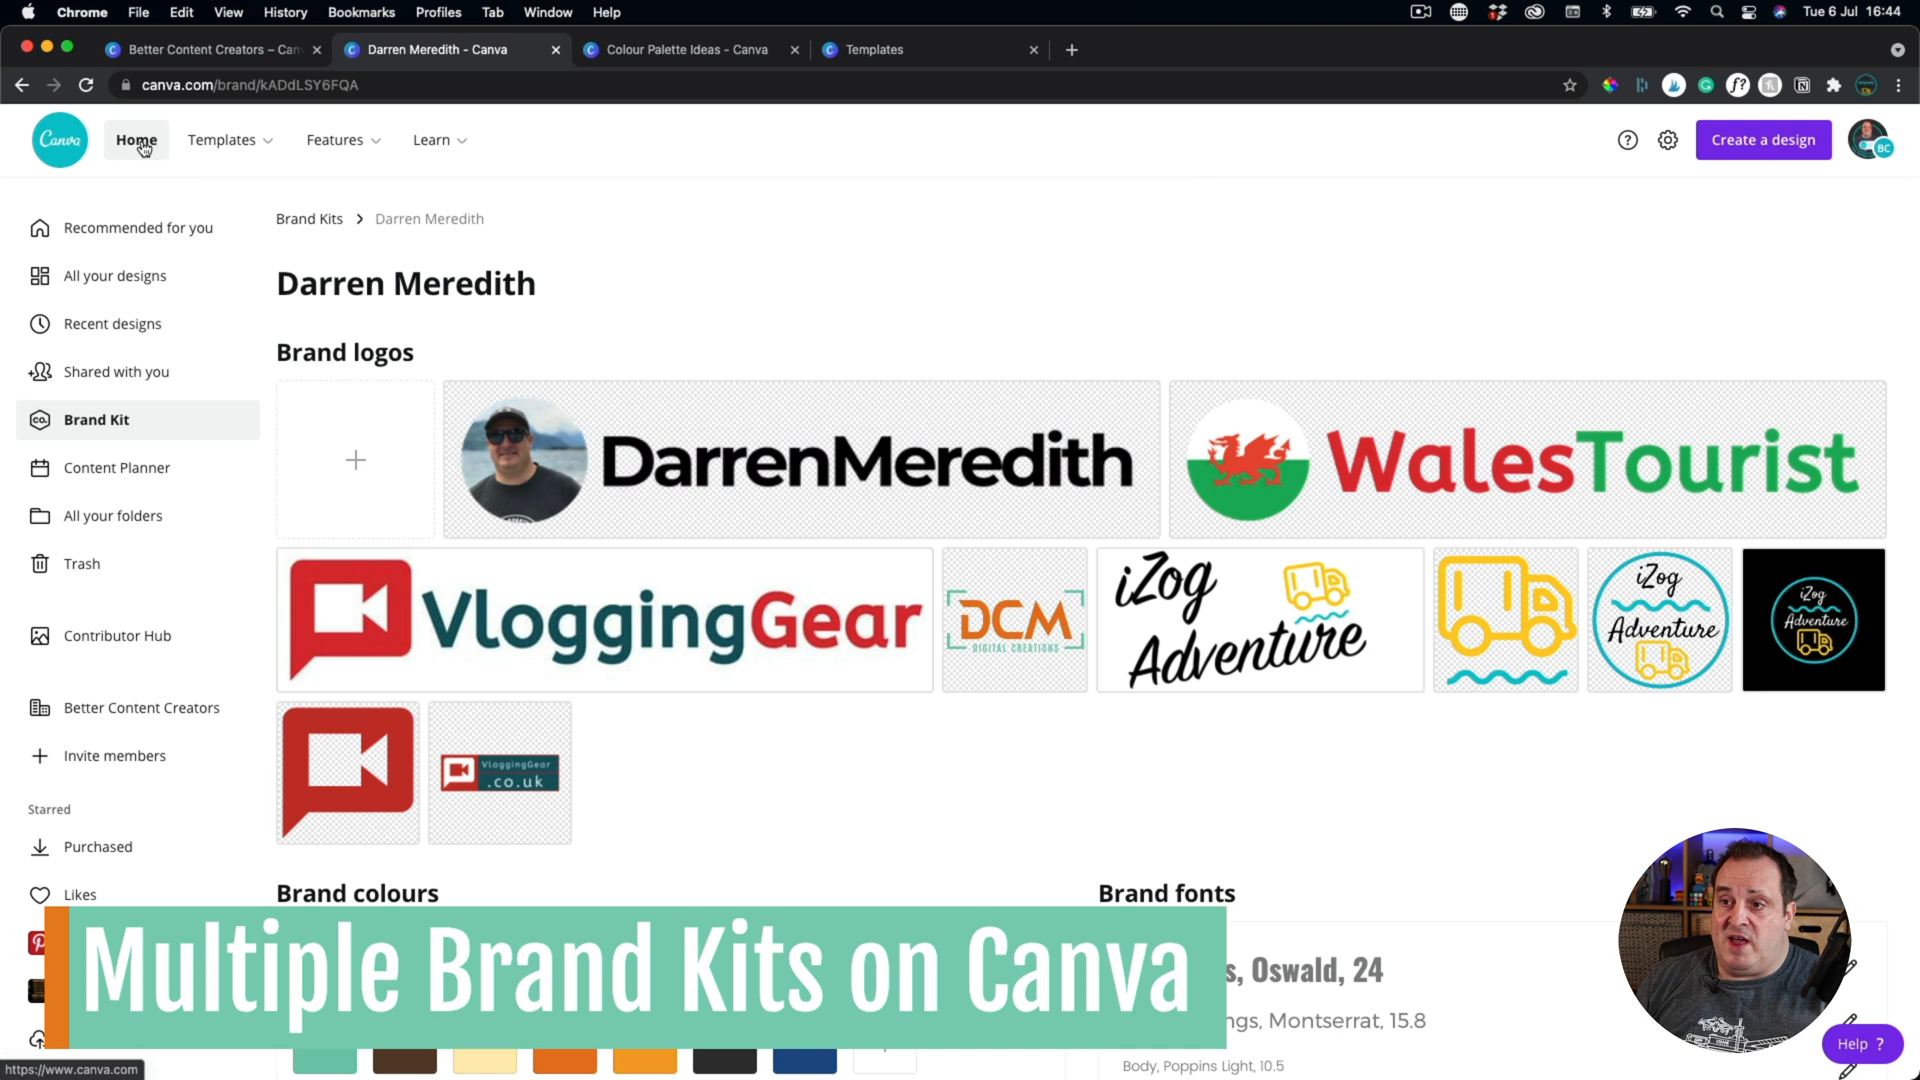 Chrome File Edit View History Bookmarks Profiles Tab Window Help Tue 6 Jul 16:44
Better Content Creators – Can Darren Meredith - Canva Colour Palette Ideas - Canva Templates
canva.com/brand/kADdLSY6FQA
Canva Home Templates Features Learn Create a design BC
Brand Kits > Darren Meredith
Recommended for you
All your designs
Recent designs
Shared with you
Brand Kit
Content Planner
All your folders
Trash
Contributor Hub
Better Content Creators
Invite members
Starred
Purchased
Likes
Darren Meredith
Brand logos
DarrenMeredith
WalesTourist
VloggingGear
DCM
DIGITAL CREATIONS
iZog
Adventure
iZog
Adventure
iZog
Adventure
VloggingGear
.co.uk
Brand colours
Brand fonts
Multiple Brand Kits on Canva
s, Oswald, 24
ngs, Montserrat, 15.8
Body, Poppins Light, 10.5
Help ?
https://www.canva.com